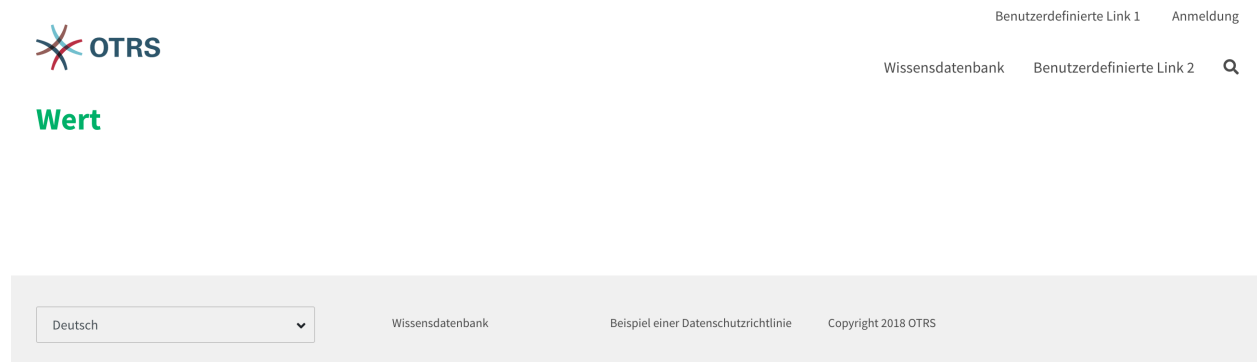 Benutzerdefinierte Link 1 Anmeldung
OTRS
Wissensdatenbank Benutzerdefinierte Link 2
Wert
Deutsch Wissensdatenbank Beispiel einer Datenschutzrichtlinie Copyright 2018 OTRS